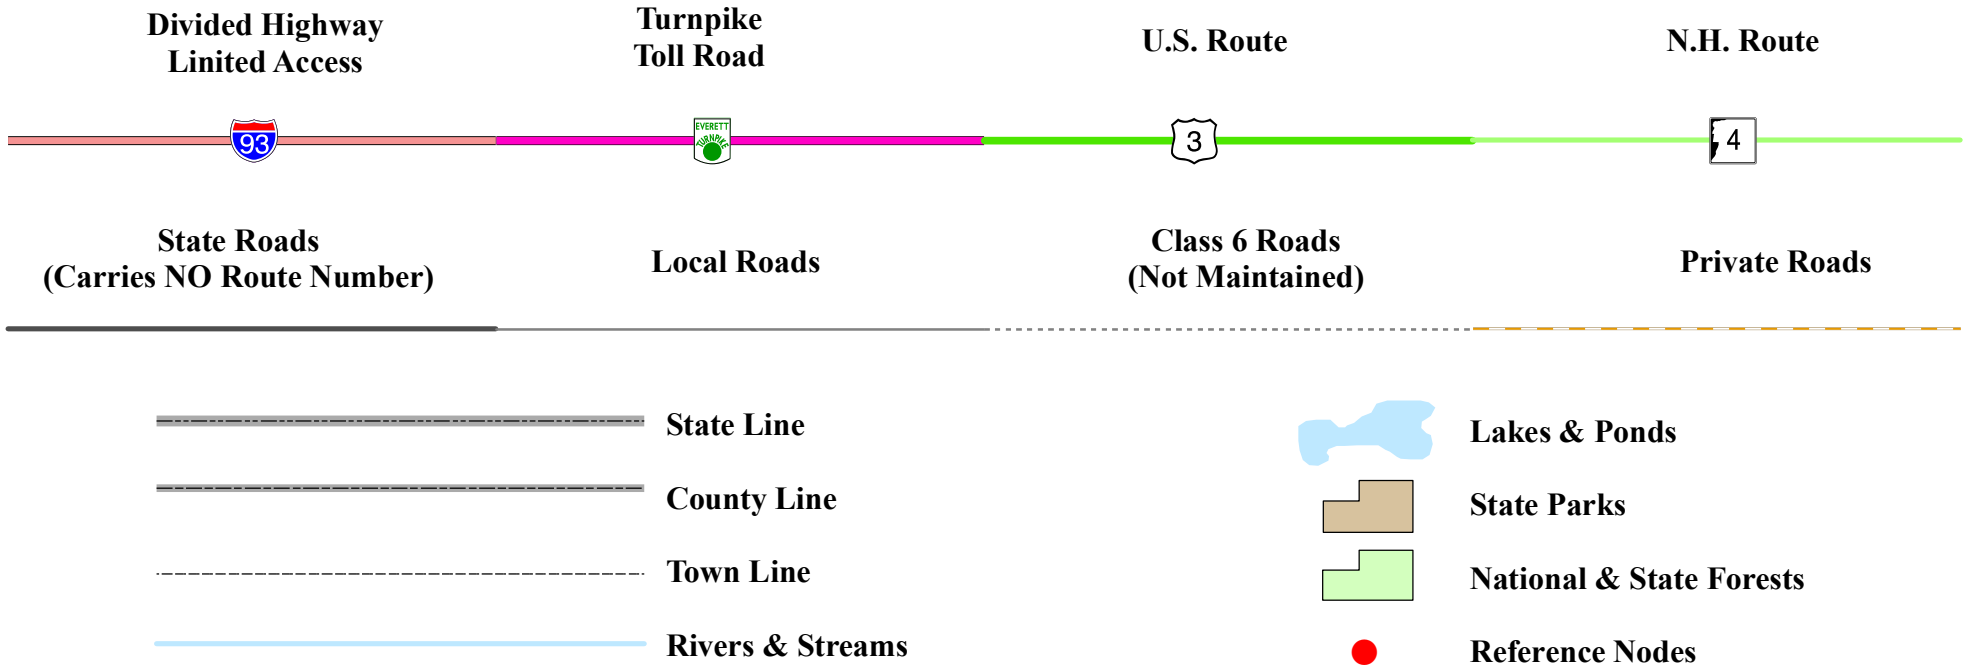 Divided Highway
Linited Access
Turnpike
Toll Road
U.S. Route
N.H. Route
93
EVERETT
TURNPIKE
3
4
State Roads
(Carries NO Route Number)
Local Roads
Class 6 Roads
(Not Maintained)
Private Roads
State Line
County Line
Town Line
Rivers & Streams
Lakes & Ponds
State Parks
National & State Forests
Reference Nodes